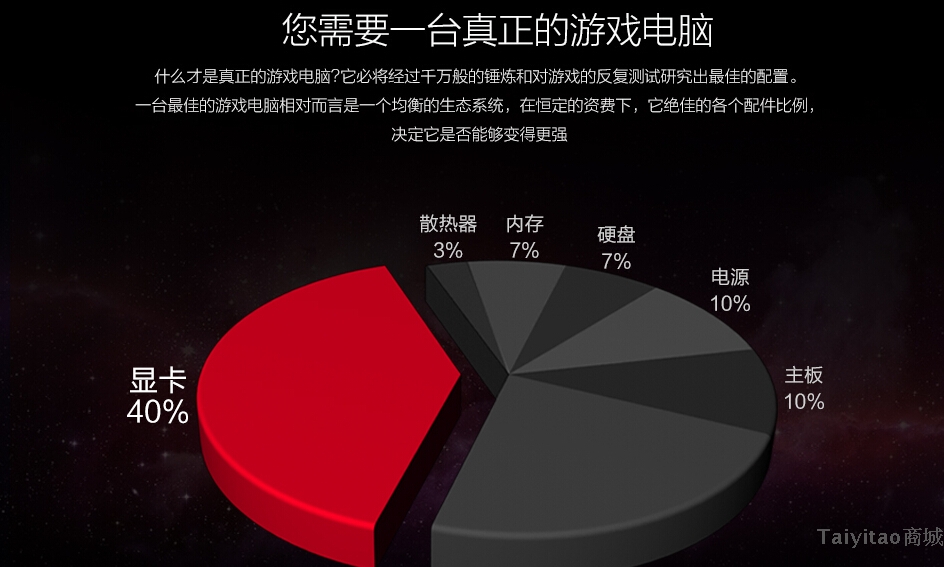 您需要一台真正的游戏电脑
什么才是真正的游戏电脑?它必将经过千万般的锤炼和对游戏的反复测试研究出最佳的配置。
一台最佳的游戏电脑相对而言是一个均衡的生态系统，在恒定的资费下，它绝佳的各个配件比例，
决定它是否能够变得更强
散热器
3%
内存
7%
硬盘
7%
电源
10%
主板
10%
显卡
40%
Taiyitao商城